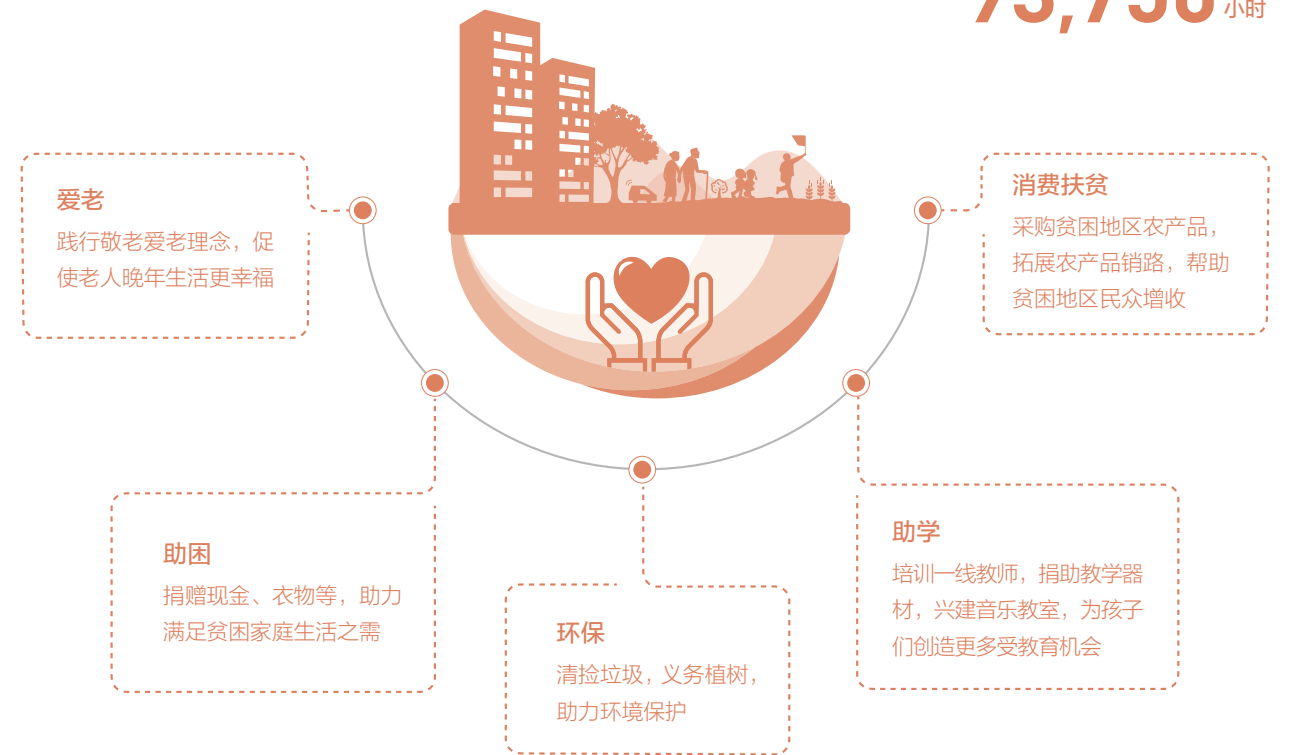 小时
爱老
践行敬老爱老理念，促
使老人晚年生活更幸福
消费扶贫
采购贫困地区农产品，
拓展农产品销路，帮助
贫困地区民众增收
助困
捐赠现金、衣物等，助力
满足贫困家庭生活之需
环保
清捡垃圾，义务植树，
助力环境保护
助学
培训一线教师，捐助教学器
材，兴建音乐教室，为孩子
们创造更多受教育机会